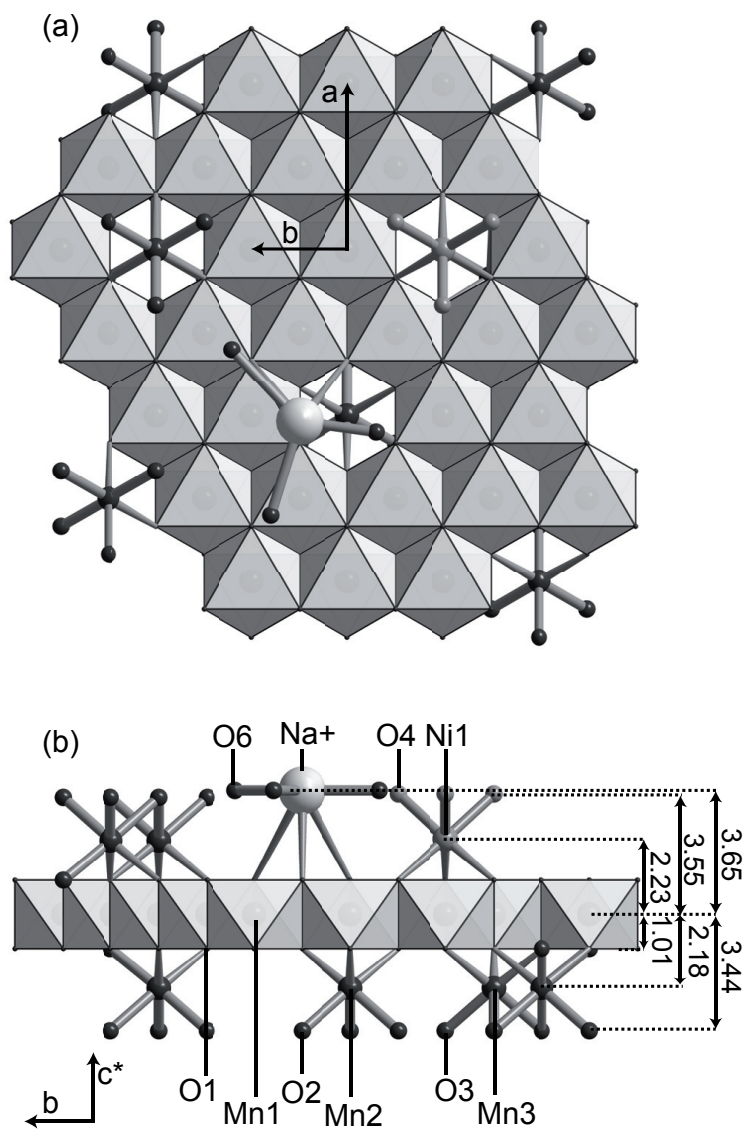 (a)
a
b
(b)
O6 Na+ O4 Ni1
3.65
3.55
2.23
1.01
2.18
3.44
c*
b
O1 O2 O3
Mn1 Mn2 Mn3